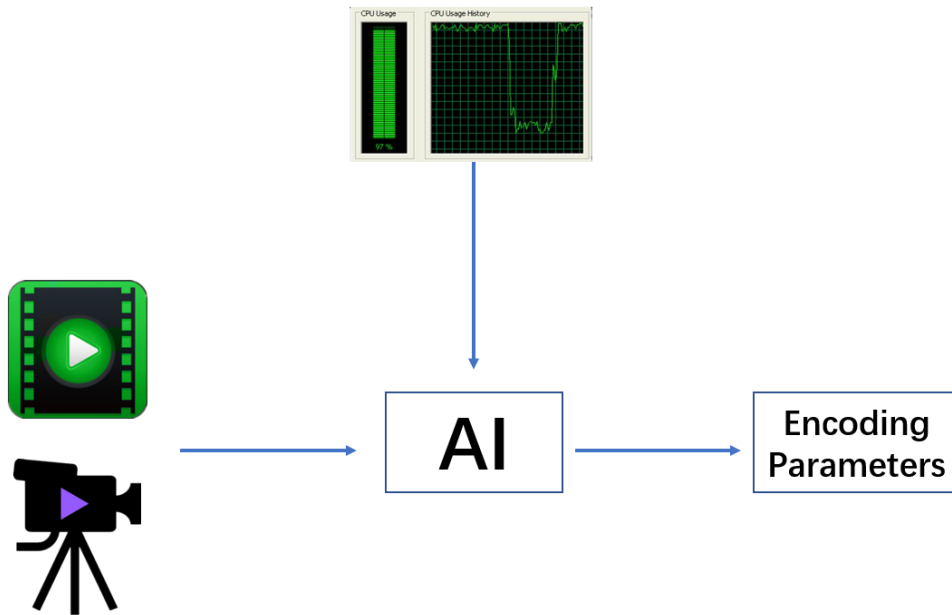 CPU Usage
CPU Usage History
97 %
AI
Encoding
Parameters